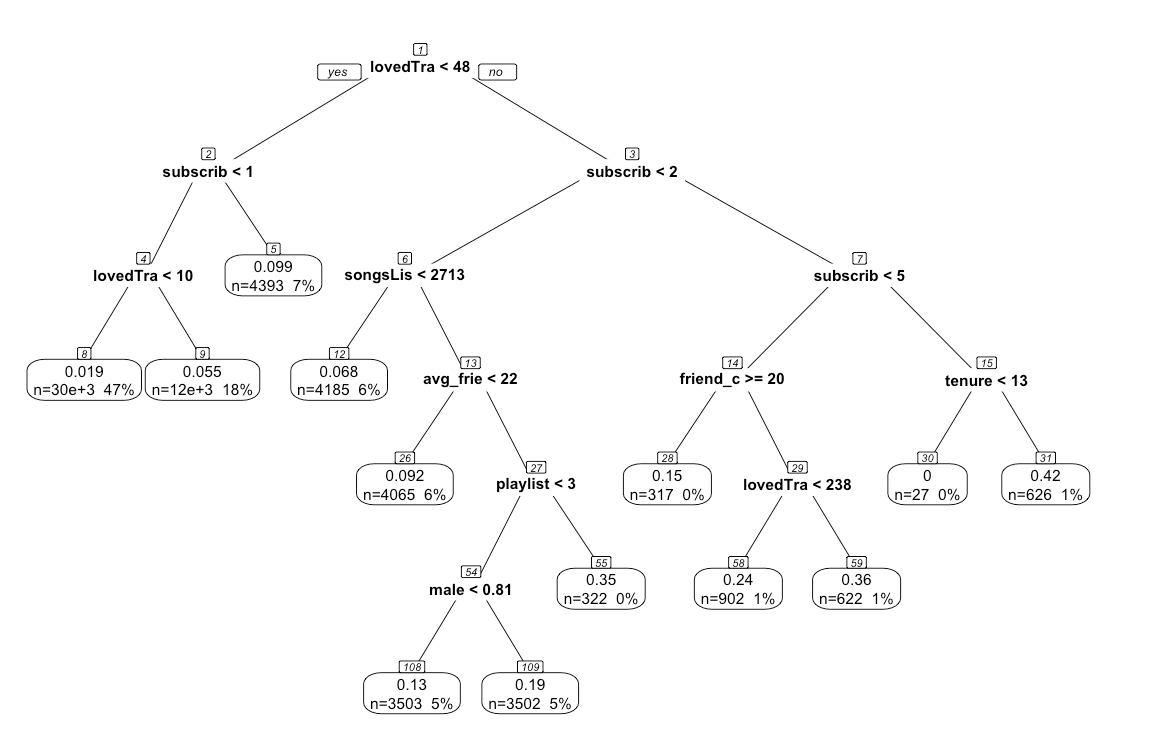 1
yes lovedTra < 48 no
2
subscrib < 1
3
subscrib < 2
4
lovedTra < 10
5
0.099
n=4393 7%
6
songsLis < 2713
7
subscrib < 5
8
0.019
n=30e+3 47%
9
0.055
n=12e+3 18%
12
0.068
n=4185 6%
13
avg_frie < 22
14
friend_c >= 20
15
tenure < 13
26
0.092
n=4065 6%
27
playlist < 3
28
0.15
n=317 0%
29
lovedTra < 238
30
0
n=27 0%
31
0.42
n=626 1%
54
male < 0.81
55
0.35
n=322 0%
58
0.24
n=902 1%
59
0.36
n=622 1%
108
0.13
n=3503 5%
109
0.19
n=3502 5%